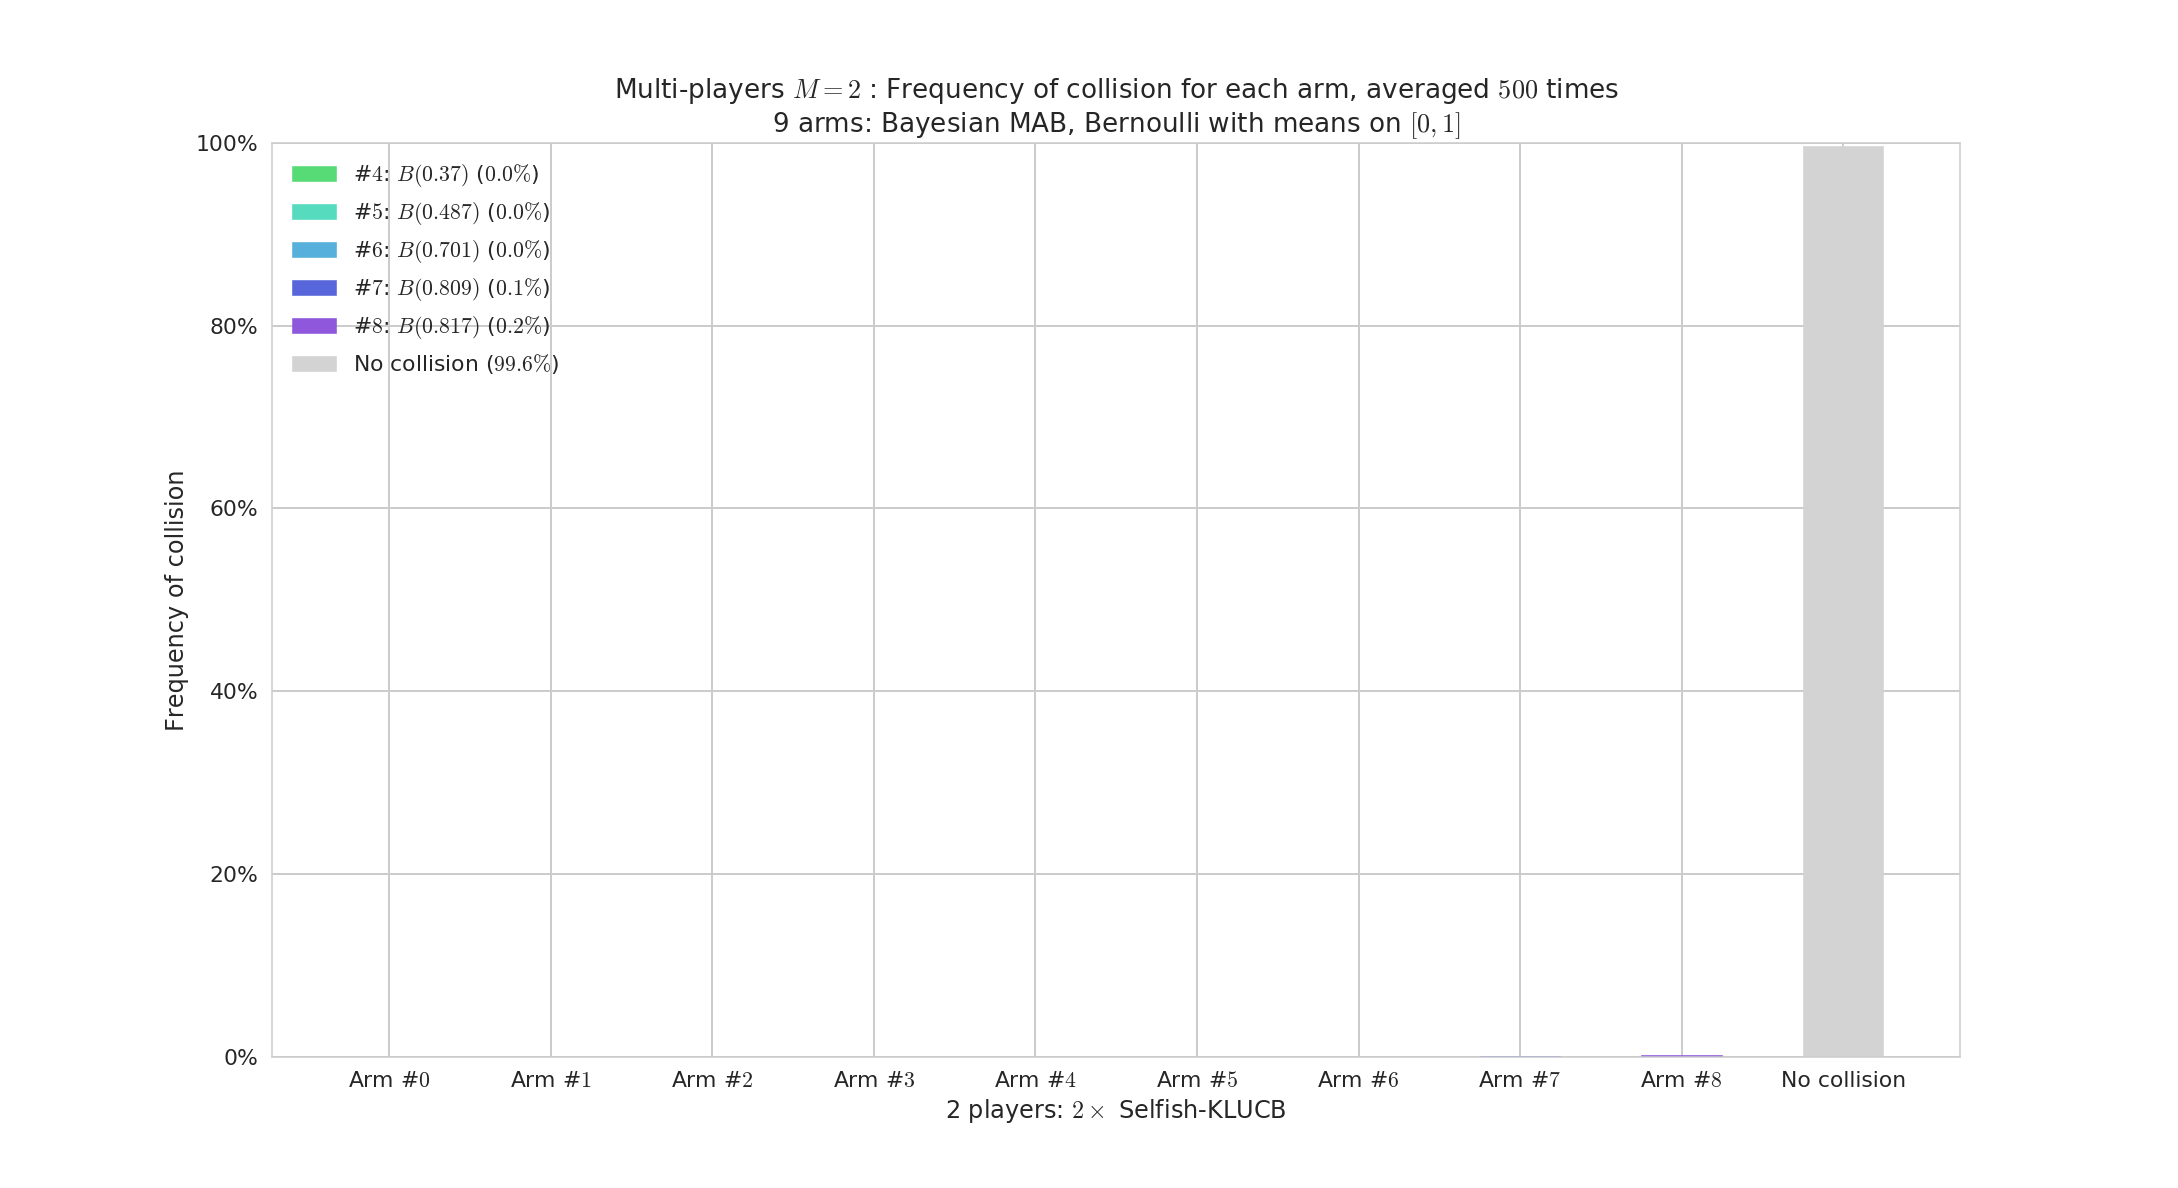 Multi-players M = 2 : Frequency of collision for each arm, averaged 500 times
9 arms: Bayesian MAB, Bernoulli with means on [0, 1]
100%
80%
60%
40%
20%
0%
Frequency of collision
#4: B(0.37) (0.0%)
#5: B(0.487) (0.0%)
#6: B(0.701) (0.0%)
#7: B(0.809) (0.1%)
#8: B(0.817) (0.2%)
No collision (99.6%)
Arm #0 Arm #1 Arm #2 Arm #3 Arm #4 Arm #5 Arm #6 Arm #7 Arm #8 No collision
2 players: 2× Selfish-KLUCB